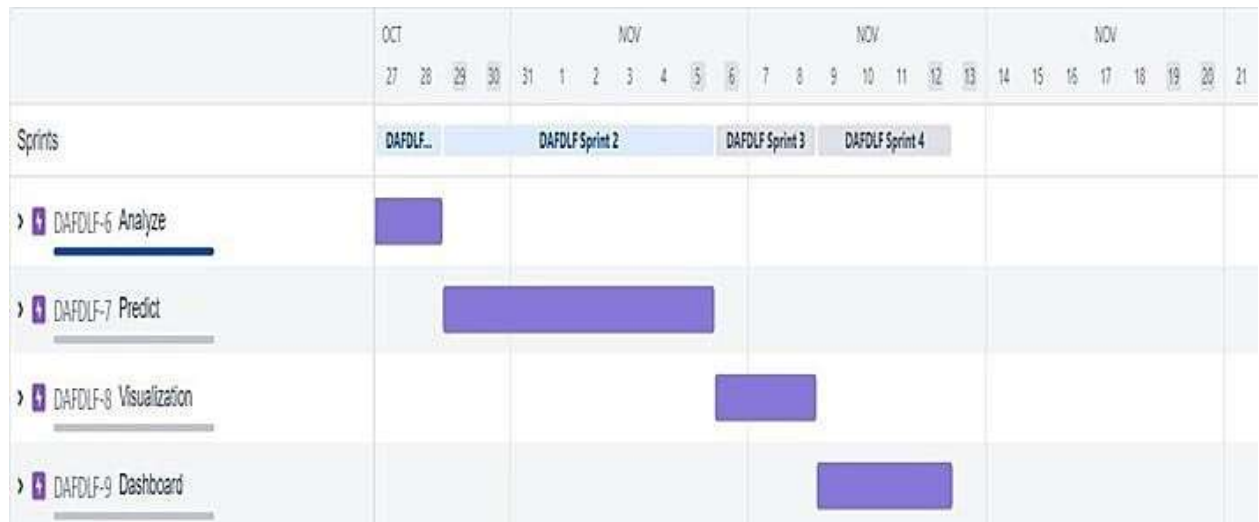 OCT NOV NOV NOV
27 28 29 30 31 1 2 3 4 5 6 7 8 9 10 11 12 13 14 15 16 17 18 19 20 21
Sprints DAFDLF... DAFDLF Sprint 2 DAFDLF Sprint 3 DAFDLF Sprint 4
DAFDLF-6 Analyze
DAFDLF-7 Predict
DAFDLF-8 Visualization
DAFDLF-9 Dashboard